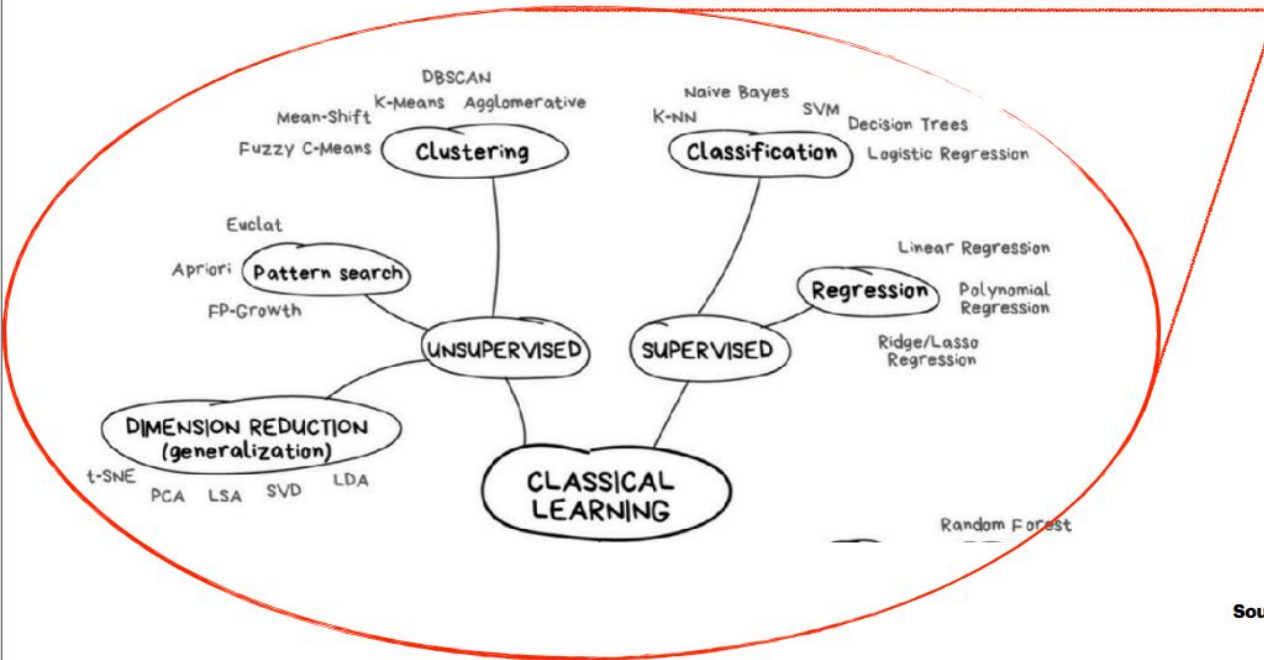 DBSCAN
K-Means
Agglomerative
Mean-Shift
Fuzzy C-Means
Clustering
Naive Bayes
K-NN
SVM
Decision Trees
Classification
Logistic Regression
Euclat
Apriori
Pattern search
FP-Growth
Linear Regression
Regression
Polynomial
Regression
Ridge/Lasso
Regression
UNSUPERVISED
SUPERVISED
DIMENSION REDUCTION
(generalization)
t-SNE
PCA
LSA
SVD
LDA
CLASSICAL
LEARNING
Random Forest
Sou